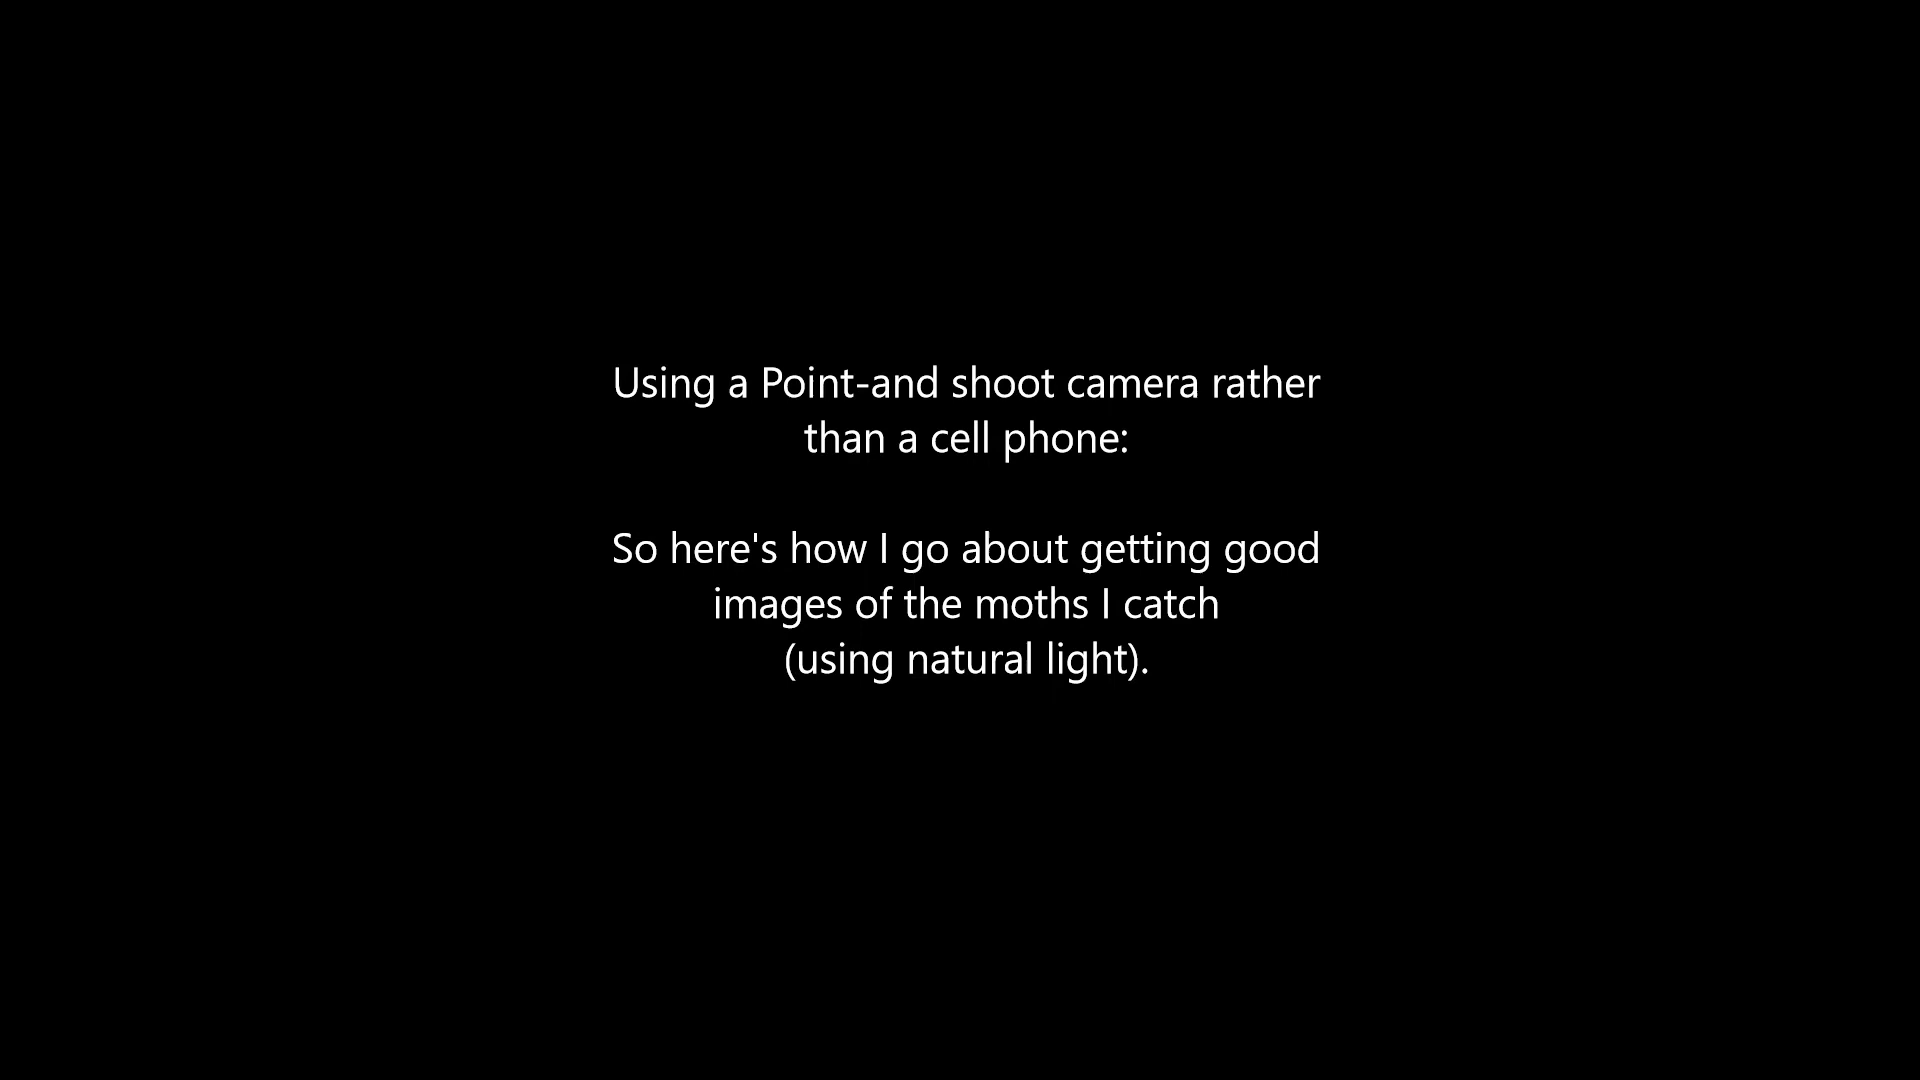 Using a Point-and shoot camera rather
than a cell phone:
So here's how I go about getting good
images of the moths I catch
(using natural light).